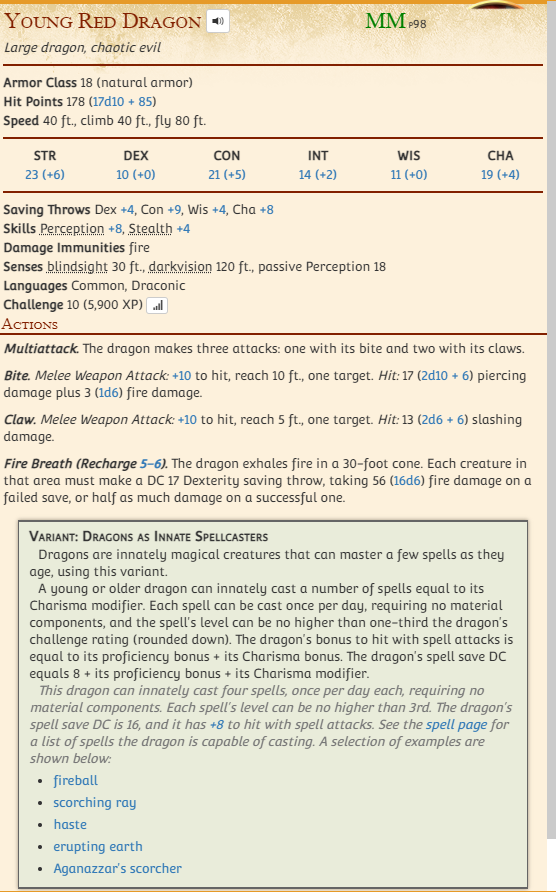 Young Red Dragon
MM P98
Large dragon, chaotic evil
Armor Class 18 (natural armor)
Hit Points 178 (17d10 + 85)
Speed 40 ft., climb 40 ft., fly 80 ft.
STR DEX CON INT WIS CHA
23 (+6) 10 (+0) 21 (+5) 14 (+2) 11 (+0) 19 (+4)
Saving Throws Dex +4, Con +9, Wis +4, Cha +8
Skills Perception +8, Stealth +4
Damage Immunities fire
Senses blindsight 30 ft., darkvision 120 ft., passive Perception 18
Languages Common, Draconic
Challenge 10 (5,900 XP)
Actions
Multiattack. The dragon makes three attacks: one with its bite and two with its claws.
Bite. Melee Weapon Attack: +10 to hit, reach 10 ft., one target. Hit: 17 (2d10 + 6) piercing
damage plus 3 (1d6) fire damage.
Claw. Melee Weapon Attack: +10 to hit, reach 5 ft., one target. Hit: 13 (2d6 + 6) slashing
damage.
Fire Breath (Recharge 5–6). The dragon exhales fire in a 30-foot cone. Each creature in
that area must make a DC 17 Dexterity saving throw, taking 56 (16d6) fire damage on a
failed save, or half as much damage on a successful one.
Variant: Dragons as Innate Spellcasters
Dragons are innately magical creatures that can master a few spells as they
age, using this variant.
A young or older dragon can innately cast a number of spells equal to its
Charisma modifier. Each spell can be cast once per day, requiring no material
components, and the spell's level can be no higher than one-third the dragon's
challenge rating (rounded down). The dragon's bonus to hit with spell attacks is
equal to its proficiency bonus + its Charisma bonus. The dragon's spell save DC
equals 8 + its proficiency bonus + its Charisma modifier.
This dragon can innately cast four spells, once per day each, requiring no
material components. Each spell's level can be no higher than 3rd. The dragon's
spell save DC is 16, and it has +8 to hit with spell attacks. See the spell page for
a list of spells the dragon is capable of casting. A selection of examples are
shown below:
• fireball
• scorching ray
• haste
• erupting earth
• Aganazzar's scorcher